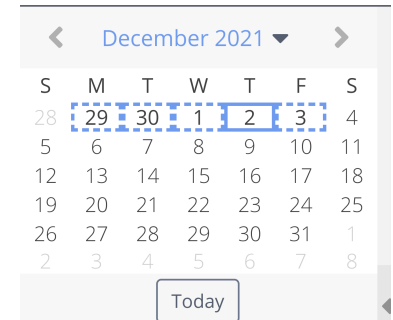 December 2021
S M T W T F S
28 29 30 1 2 3 4
5 6 7 8 9 10 11
12 13 14 15 16 17 18
19 20 21 22 23 24 25
26 27 28 29 30 31 1
2 3 4 5 6 7 8
Today